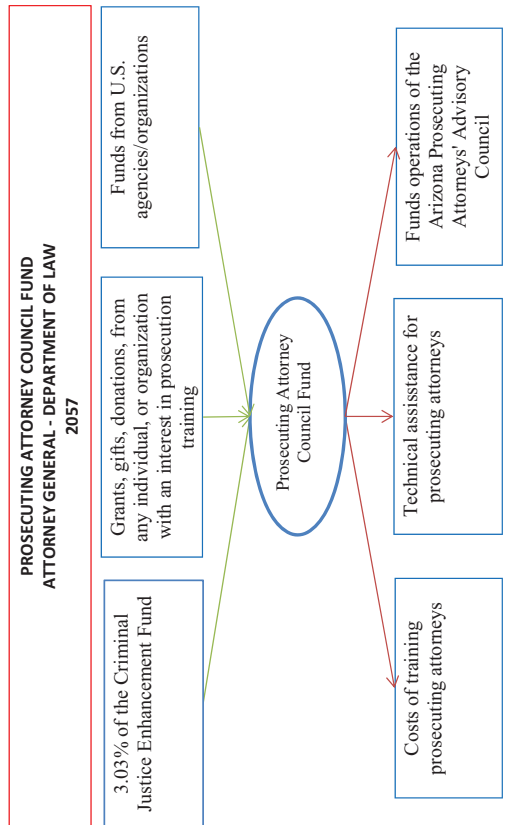 PROSECUTING ATTORNEY COUNCIL FUND
ATTORNEY GENERAL - DEPARTMENT OF LAW
2057
3.03% of the Criminal
Justice Enhancement Fund
Grants, gifts, donations, from
any individual, or organization
with an interest in prosecution
training
Funds from U.S.
agencies/organizations
Prosecuting Attorney
Council Fund
Costs of training
prosecuting attorneys
Technical assisstance for
prosecuting attorneys
Funds operations of the
Arizona Prosecuting
Attorneys' Advisory
Council